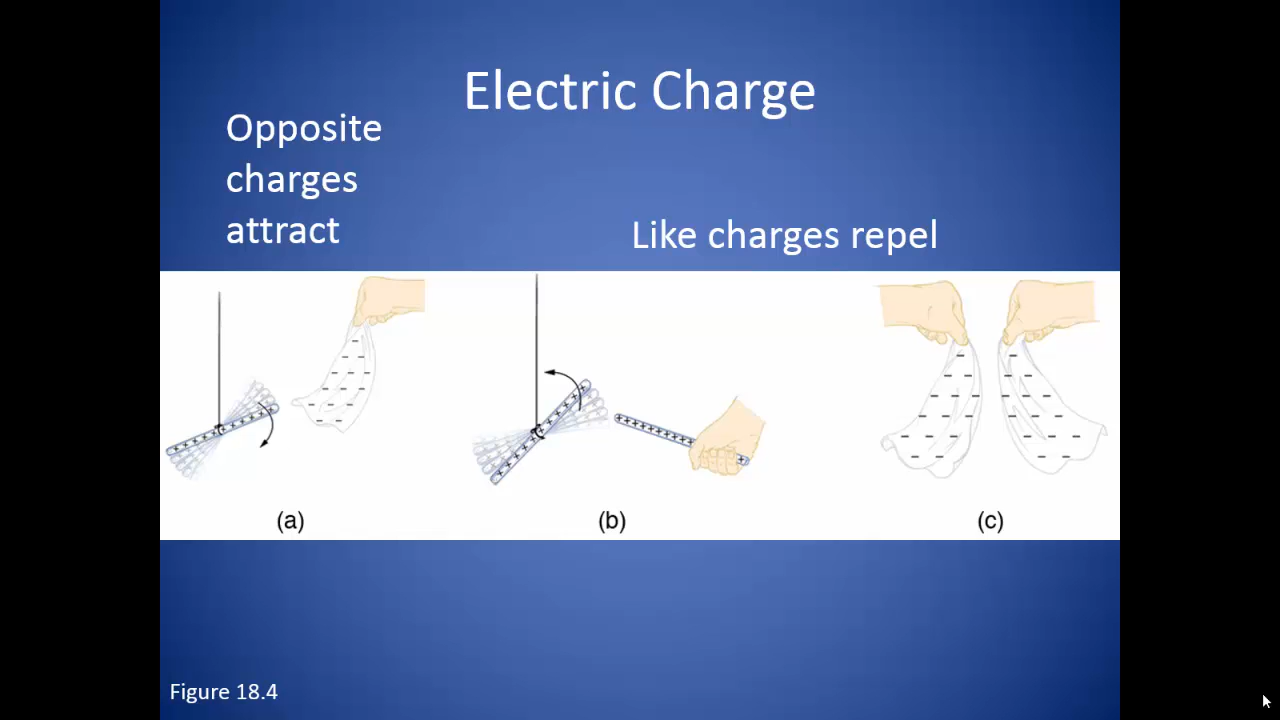 Electric Charge
Opposite
charges
attract
Like charges repel
(a)
(b)
(c)
Figure 18.4